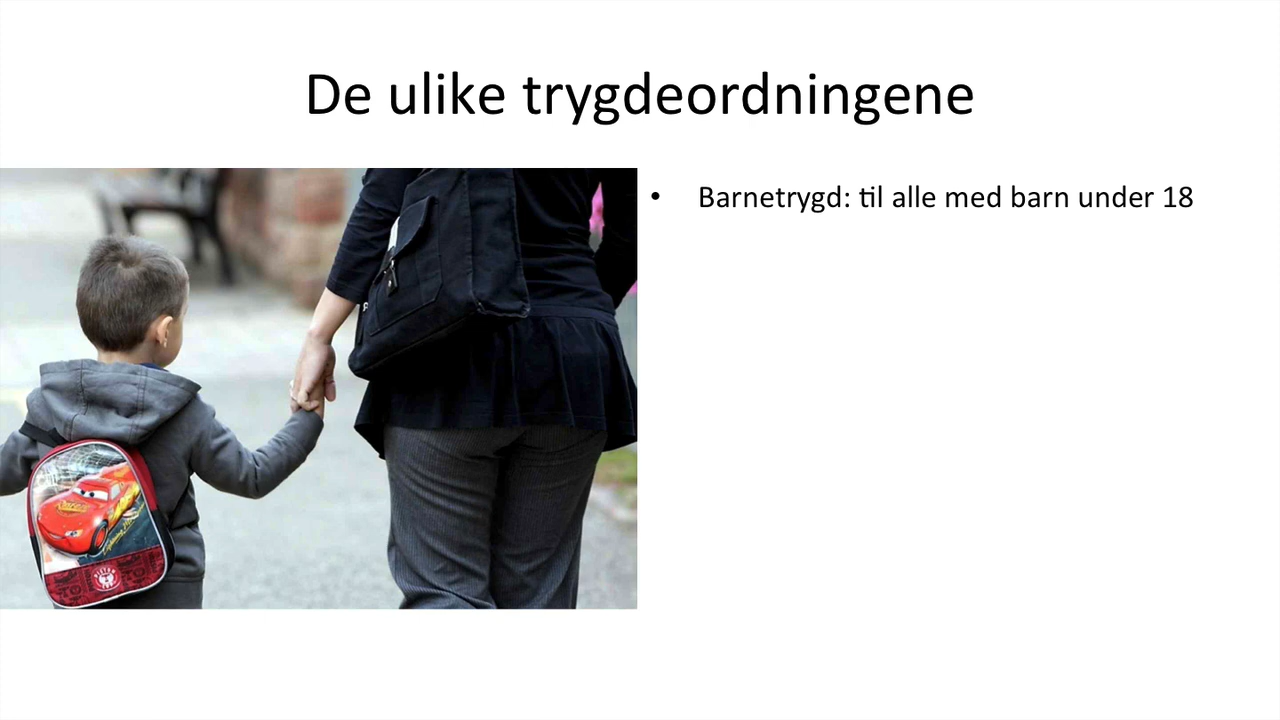 De ulike trygdeordningene
• Barnetrygd: til alle med barn under 18